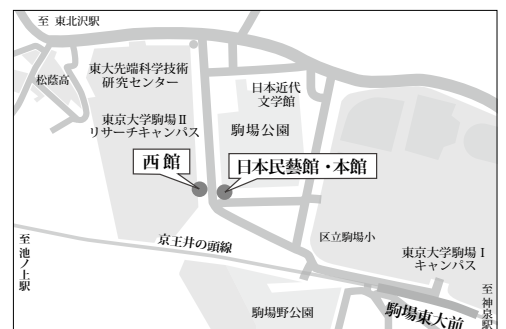 至 東北沢駅
松蔭高
東大先端科学技術
研究センター
日本近代
文学館
東京大学駒場Ⅱ
リサーチキャンパス
駒場公園
西館
日本民藝館・本館
至池ノ上駅
京王井の頭線
区立駒場小
東京大学駒場Ⅰ
キャンパス
至神泉駅
駒場野公園
駒場東大前